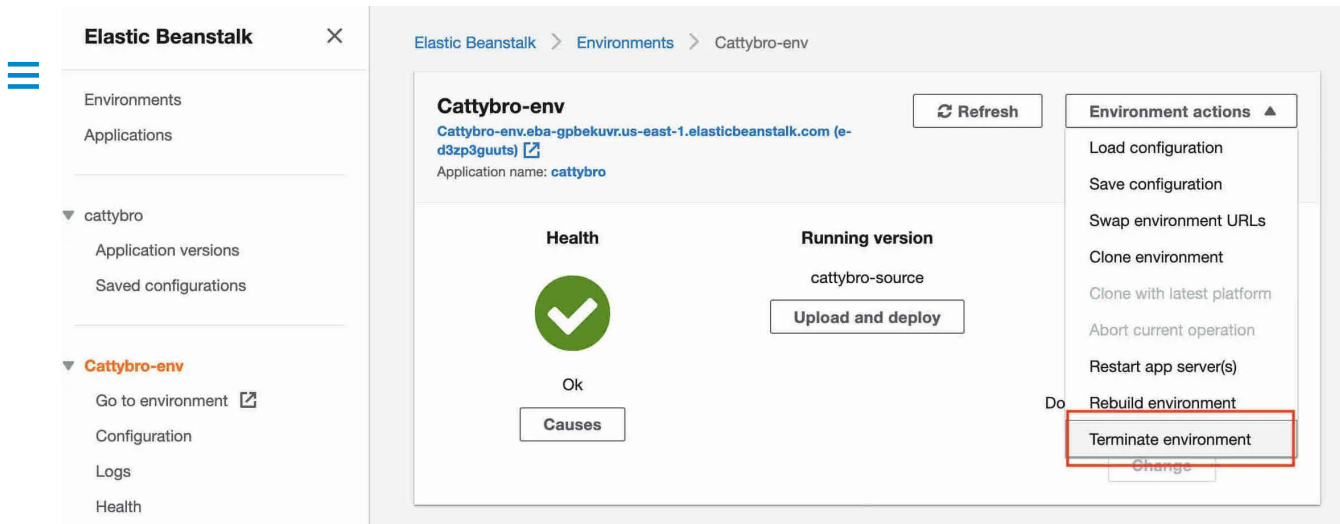 Elastic Beanstalk
Environments
Applications
cattybro
Application versions
Saved configurations
Cattybro-env
Go to environment
Configuration
Logs
Health
Elastic Beanstalk > Environments > Cattybro-env
Cattybro-env
Cattybro-env.eba-gpbekuvr.us-east-1.elasticbeanstalk.com (e-
d3zp3guuts)
Application name: cattybro
Refresh
Environment actions
Load configuration
Save configuration
Swap environment URLs
Clone environment
Clone with latest platform
Abort current operation
Restart app server(s)
Rebuild environment
Terminate environment
Health
Ok
Causes
Running version
cattybro-source
Upload and deploy
Do
Change